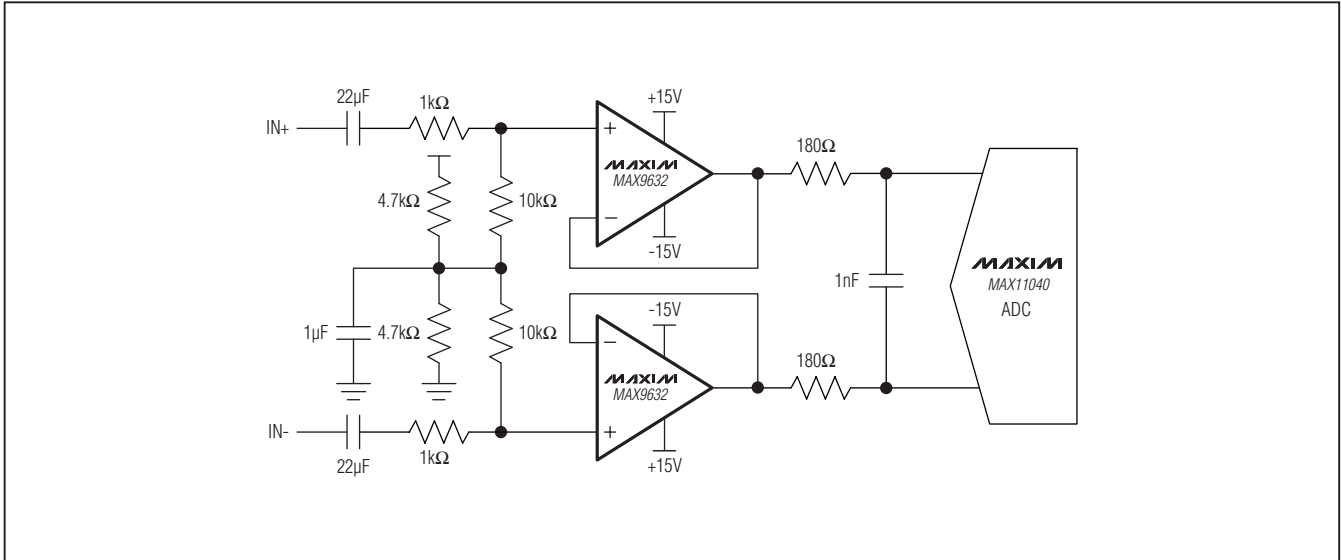 22µF
1kΩ
IN+
4.7kΩ
10kΩ
+
+15V
MAXIM
MAX9632
−
-15V
180Ω
1µF
4.7kΩ
10kΩ
-15V
−
MAXIM
MAX9632
+
+15V
180Ω
1nF
MAXIM
MAX11040
ADC
IN-
22µF
1kΩ